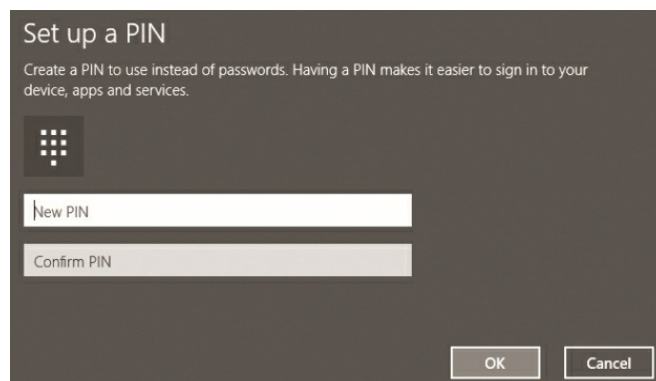 Set up a PIN
Create a PIN to use instead of passwords. Having a PIN makes it easier to sign in to your
device, apps and services.
New PIN
Confirm PIN
OK
Cancel